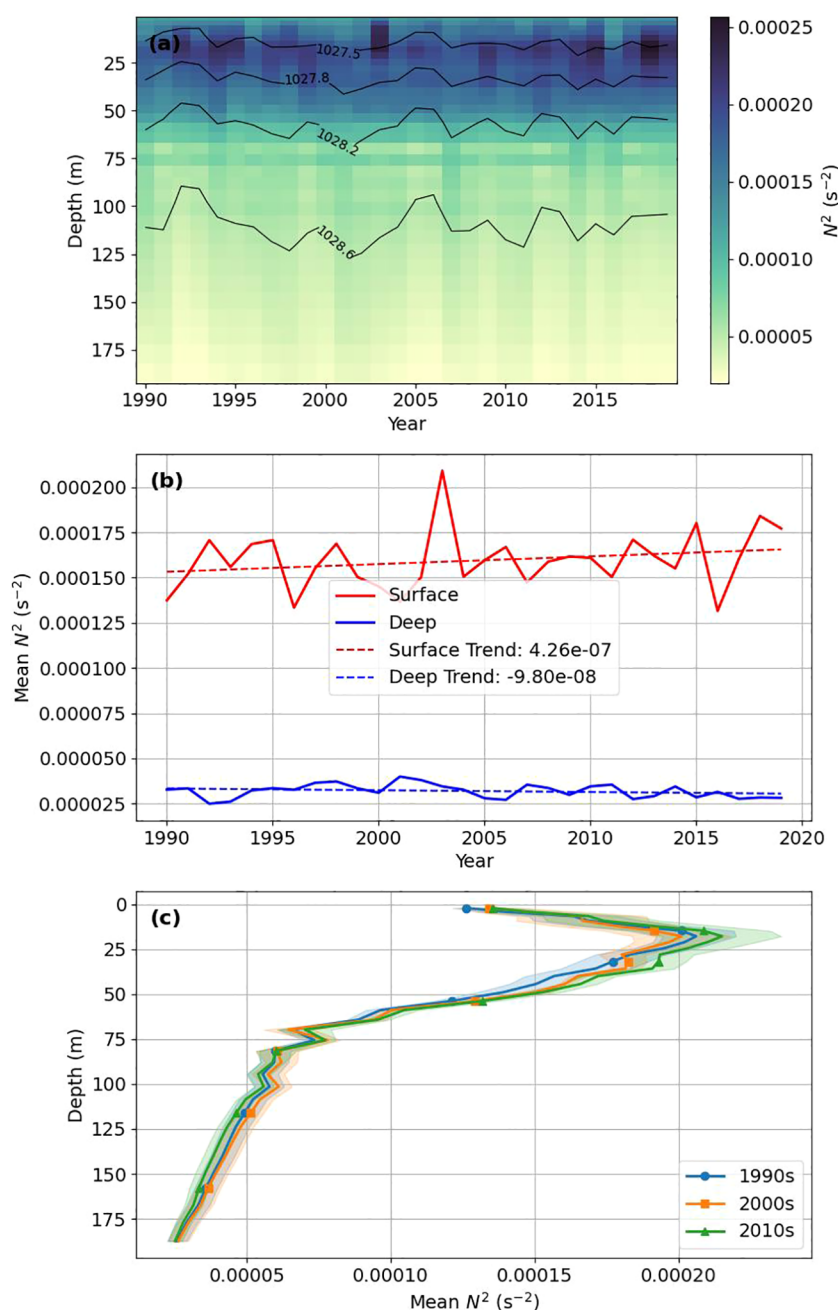 (a)
1027.5
1027.8
1028.2
1028.6
25
50
75
100
125
150
175
Depth (m)
1990
1995
2000
2005
2010
2015
Year
0.00025
0.00020
0.00015
0.00010
0.00005
N² (s⁻²)
(b)
0.000200
0.000175
0.000150
0.000125
0.000100
0.000075
0.000050
0.000025
Mean N² (s⁻²)
Surface
Deep
Surface Trend: 4.26e-07
Deep Trend: -9.80e-08
1990
1995
2000
2005
2010
2015
2020
Year
(c)
0
25
50
75
100
125
150
175
Depth (m)
1990s
2000s
2010s
0.00005
0.00010
0.00015
0.00020
Mean N² (s⁻²)